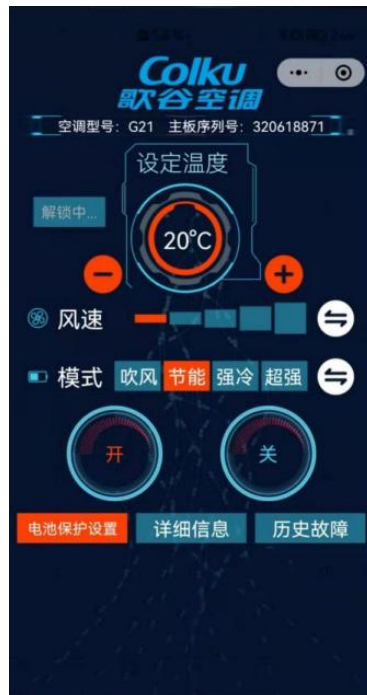 Colku
歌谷空调
空调型号: G21 主板序列号: 320618871
设定温度
解锁中...
20°C
风速
模式 吹风 节能 强冷 超强
开 关
电池保护设置 详细信息 历史故障